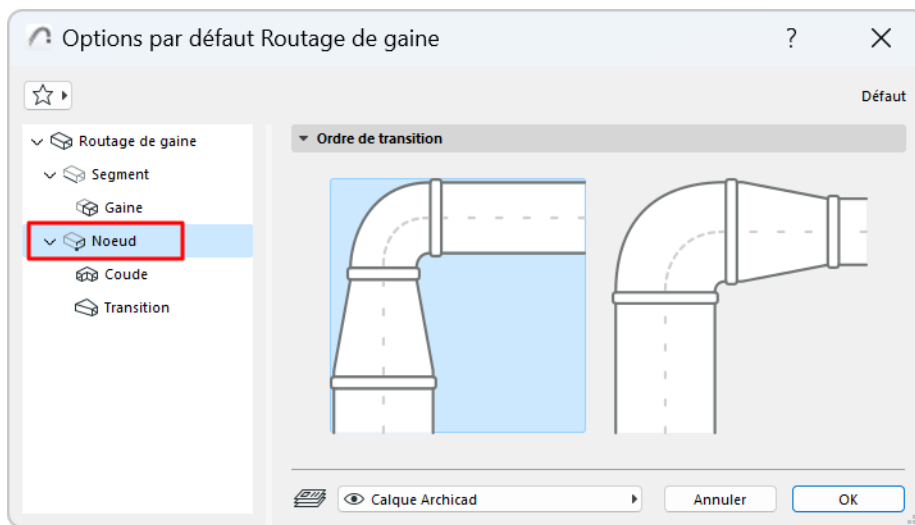 Options par défaut Routage de gaine
?
Défaut
Routage de gaine
Segment
Gaine
Noeud
Coude
Transition
Ordre de transition
Calque Archicad
Annuler
OK